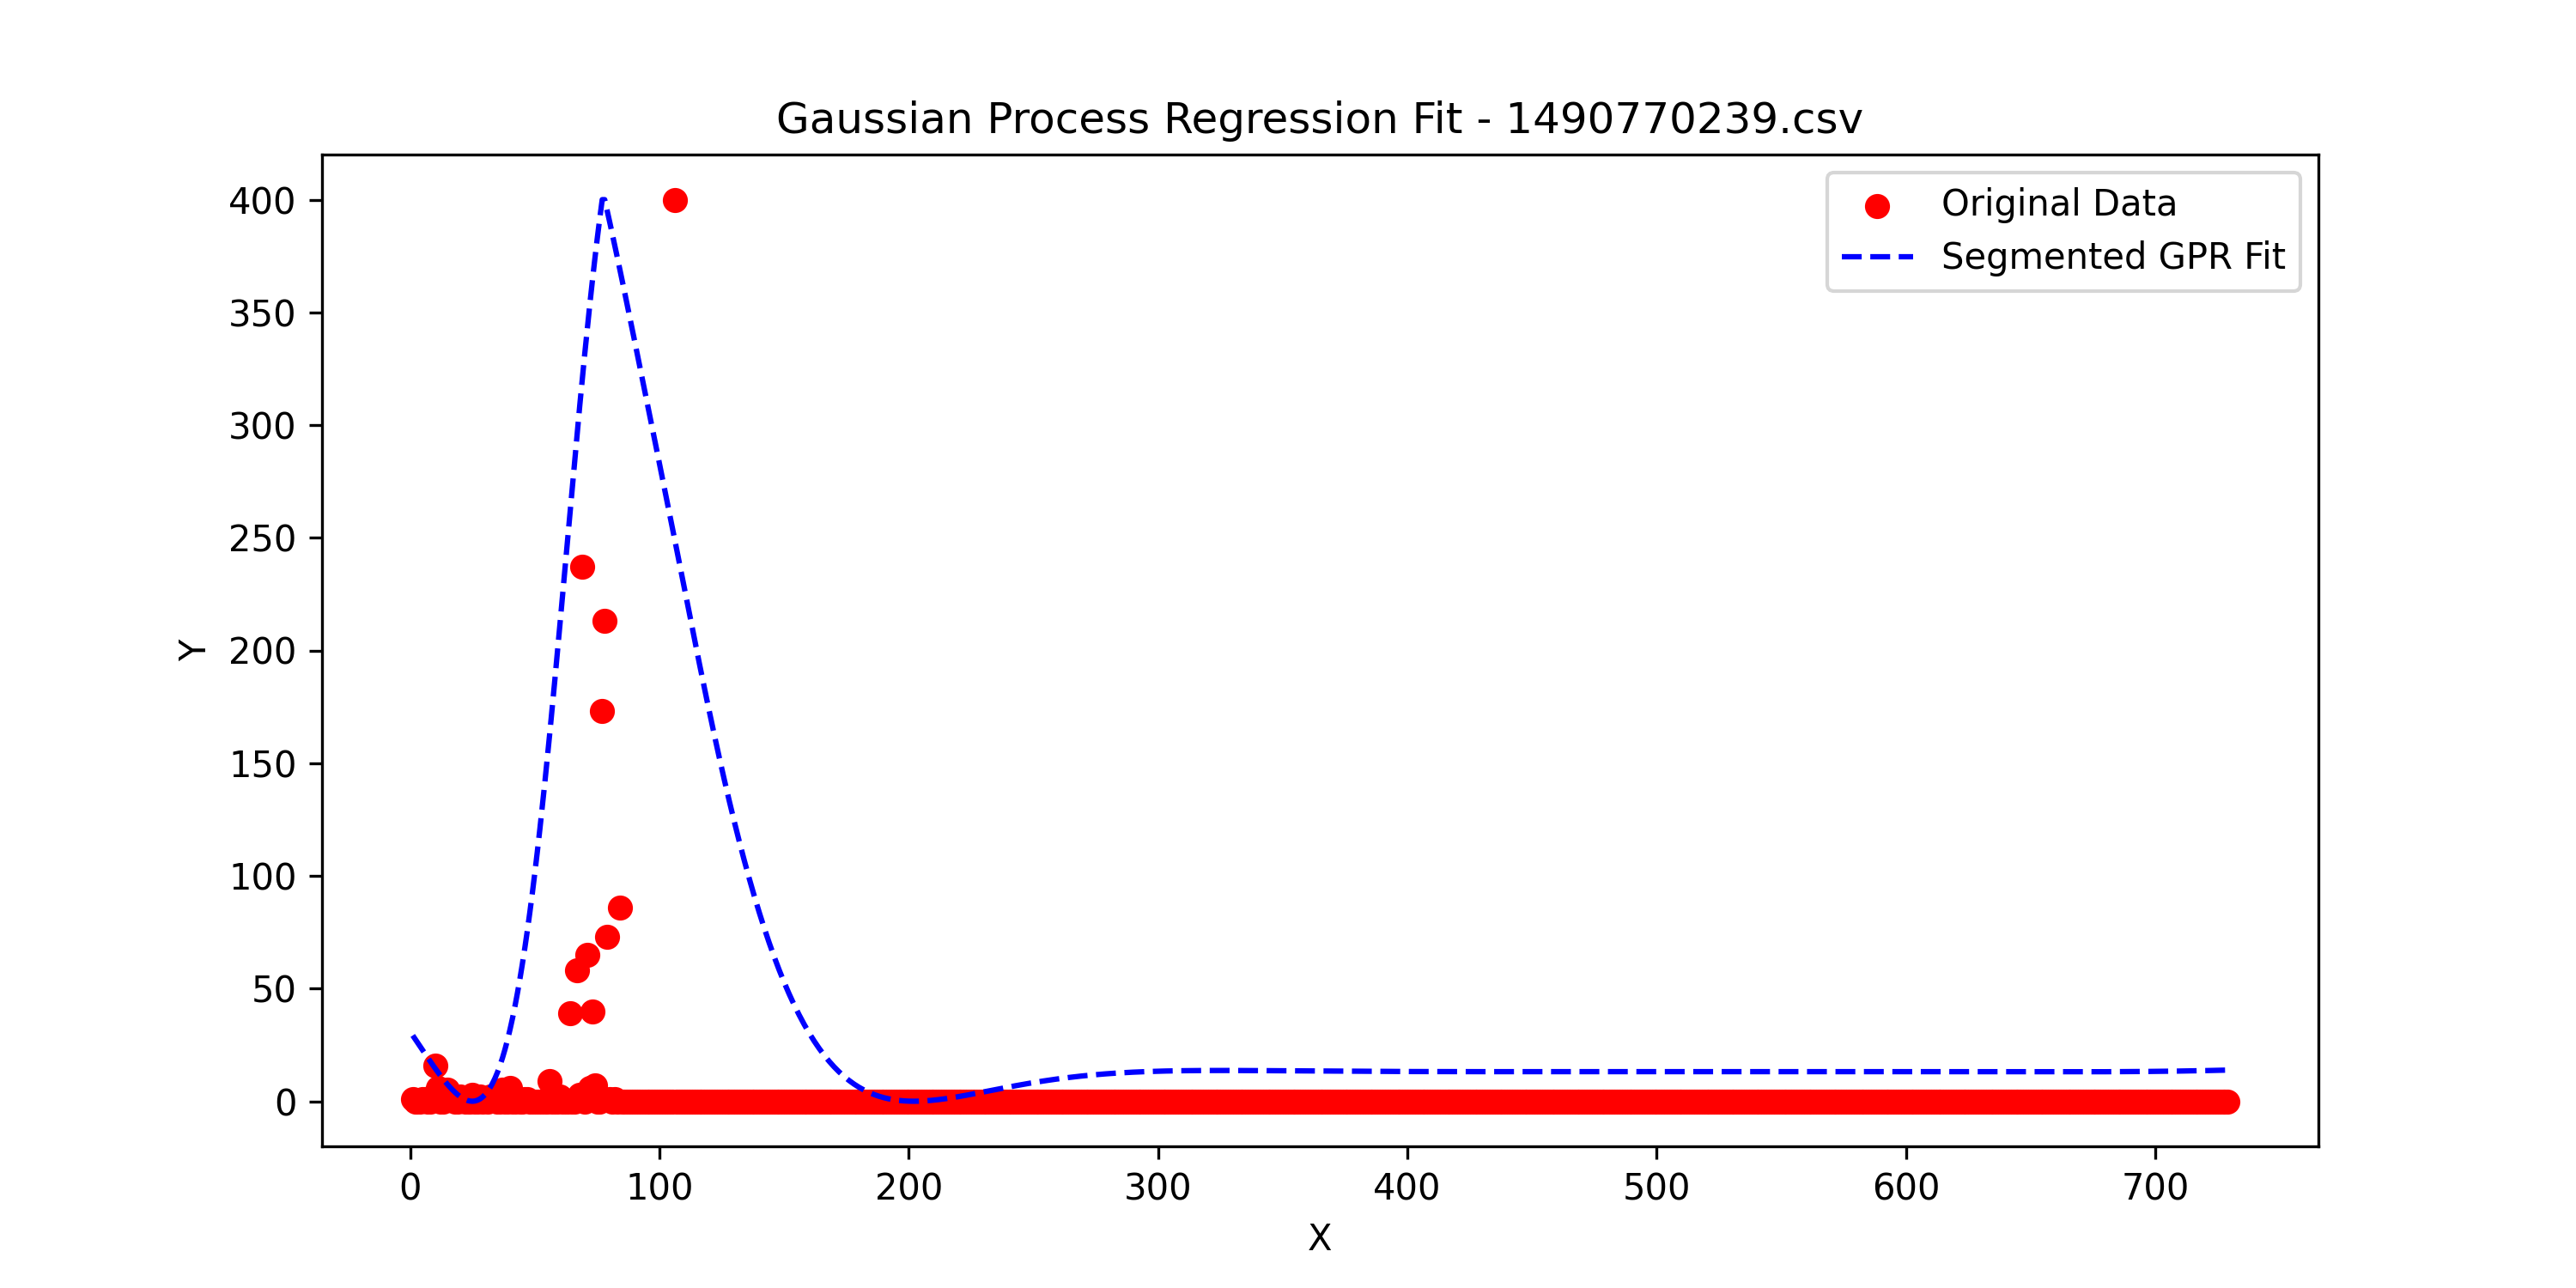 Gaussian Process Regression Fit - 1490770239.csv
Original Data
Segmented GPR Fit
400
350
300
250
200
150
100
50
0
Y
0 100 200 300 400 500 600 700
X